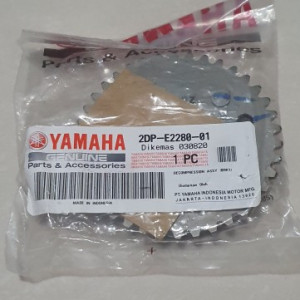 Parts & Accessories
YAMAHA
GENUINE
Parts & Accessories
MADE IN INDONESIA
2DP-E2280-01
Dikemas 030820
1 PC
DECOMPRESSION ASSY
PT.YAMAHA INDONESIA MOTOR MFG.
JAKARTA-INDONESIA